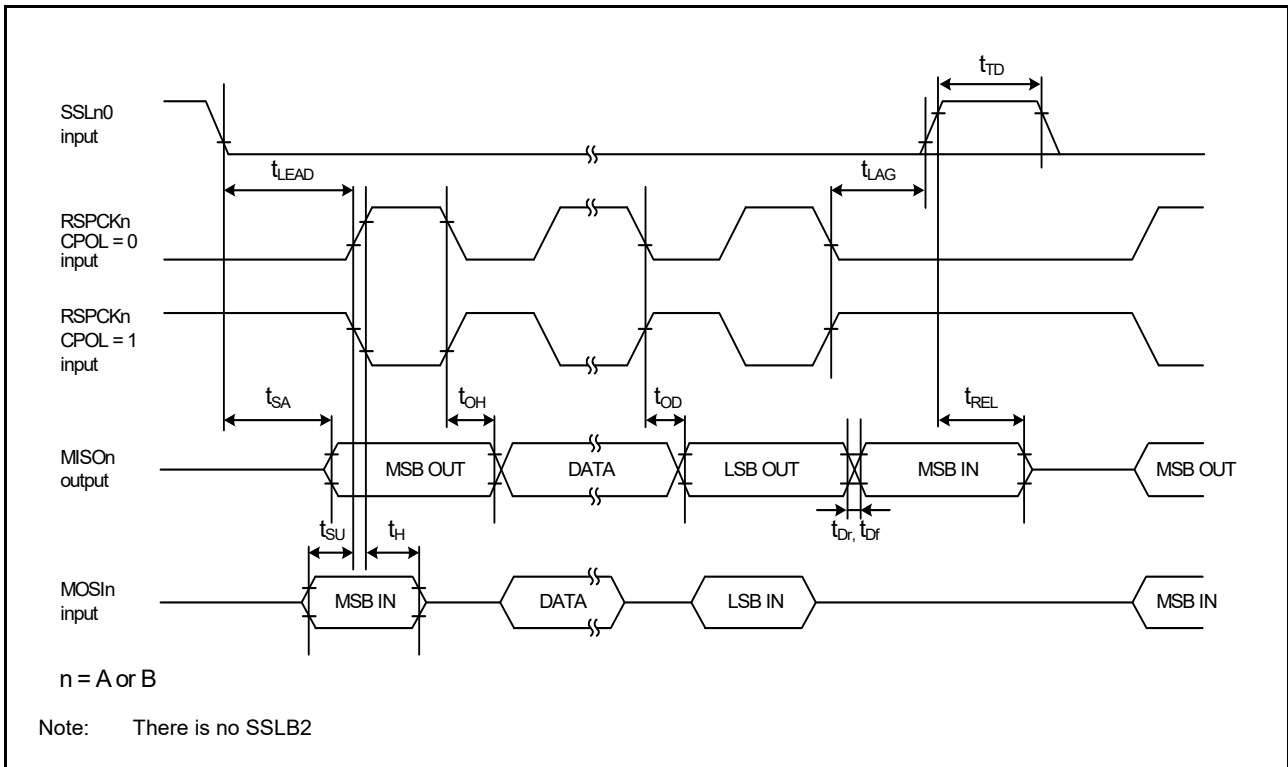 tTD
SSLn0
input
tLEAD
tLAG
RSPCKn
CPOL = 0
input
RSPCKn
CPOL = 1
input
tSA
tOH
tOD
tREL
MISOn
output
MSB OUT
DATA
LSB OUT
MSB IN
MSB OUT
tSU
tH
tDr, tDf
MOSIn
input
MSB IN
DATA
LSB IN
MSB IN
n = A or B
Note: There is no SSLB2